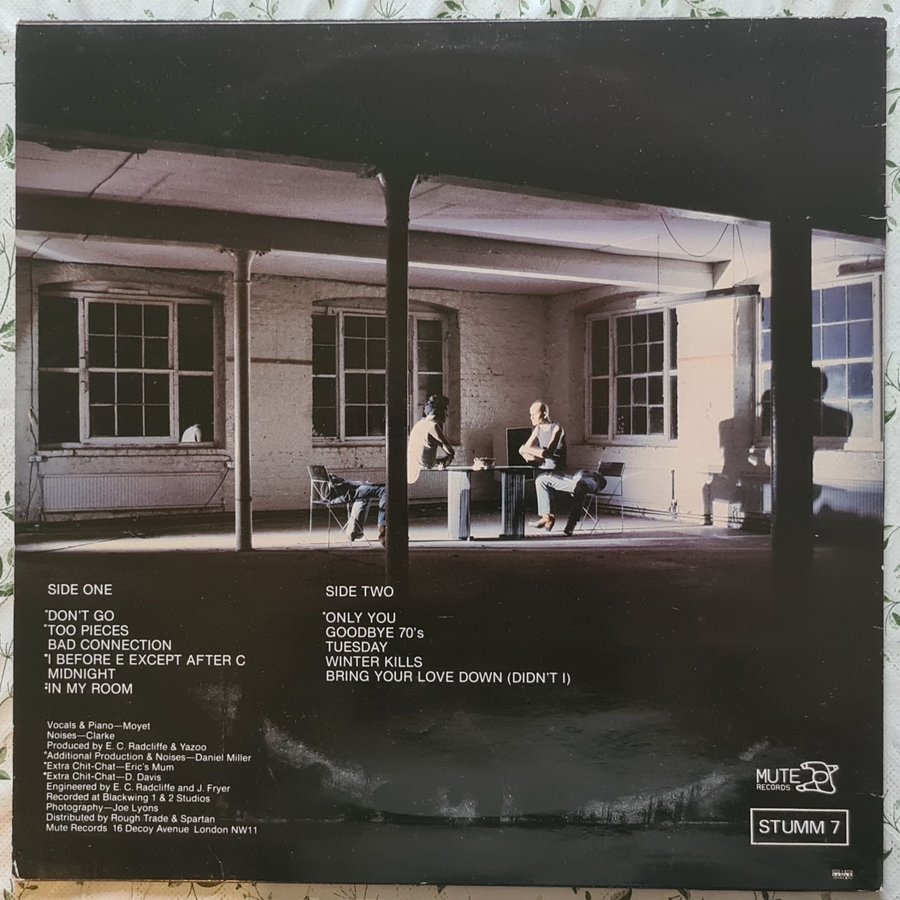 SIDE ONE
*DON'T GO
*TOO PIECES
BAD CONNECTION
*I BEFORE E EXCEPT AFTER C
MIDNIGHT
IN MY ROOM
SIDE TWO
*ONLY YOU
GOODBYE 70's
TUESDAY
WINTER KILLS
BRING YOUR LOVE DOWN (DIDN'T I)
Vocals & Piano—Moyet
Noises—Clarke
Produced by E. C. Radcliffe & Yazoo
*Additional Production & Noises—Daniel Miller
*Extra Chit-Chat—Eric's Mum
*Extra Chit-Chat—D. Davis
Engineered by E. C. Radcliffe and J. Fryer
Recorded at Blackwing 1 & 2 Studios
Photography—Joe Lyons
Distributed by Rough Trade & Spartan
Mute Records 16 Decoy Avenue London NW11
MUTE
RECORDS
STUMM 7